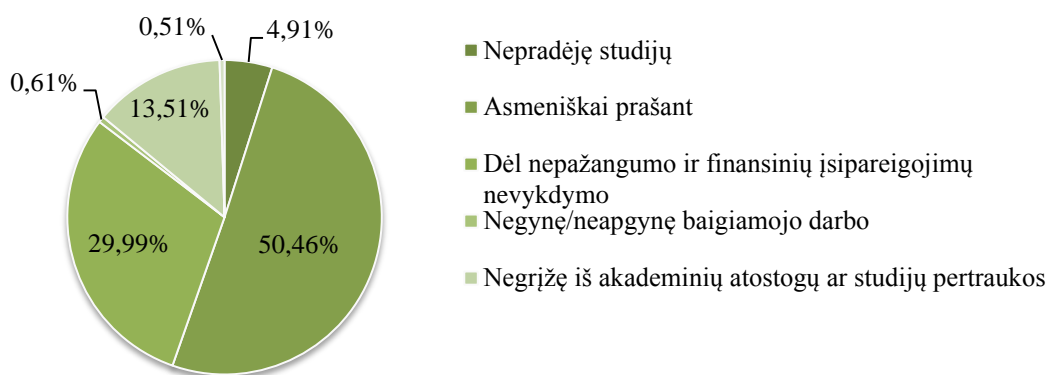 0,51%
4,91%
0,61%
13,51%
29,99%
50,46%
Nepradėję studijų
Asmeniškai prašant
Dėl nepažangumo ir finansinių įsipareigojimų
nevykdymo
Negynę/neapgynę baigiamojo darbo
Negrįžę iš akademinių atostogų ar studijų pertraukos